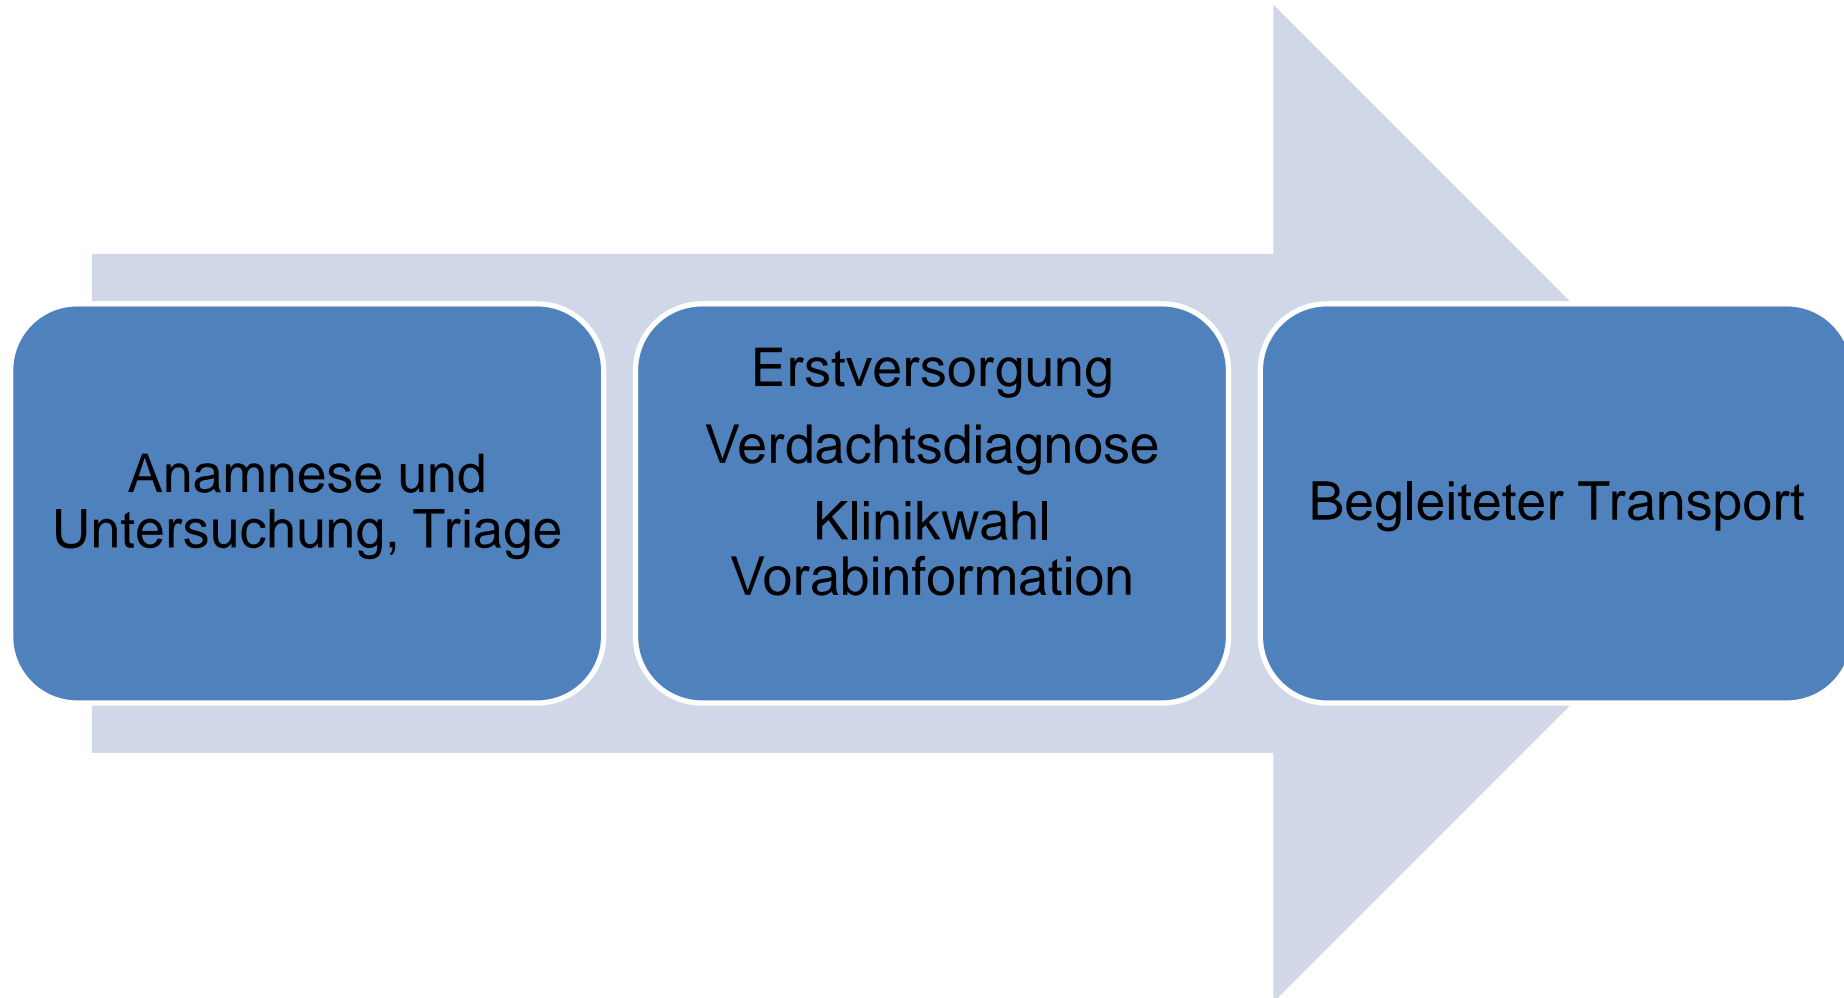 Anamnese und
Untersuchung, Triage
Erstversorgung
Verdachtsdiagnose
Klinikwahl
Vorabinformation
Begleiteter Transport